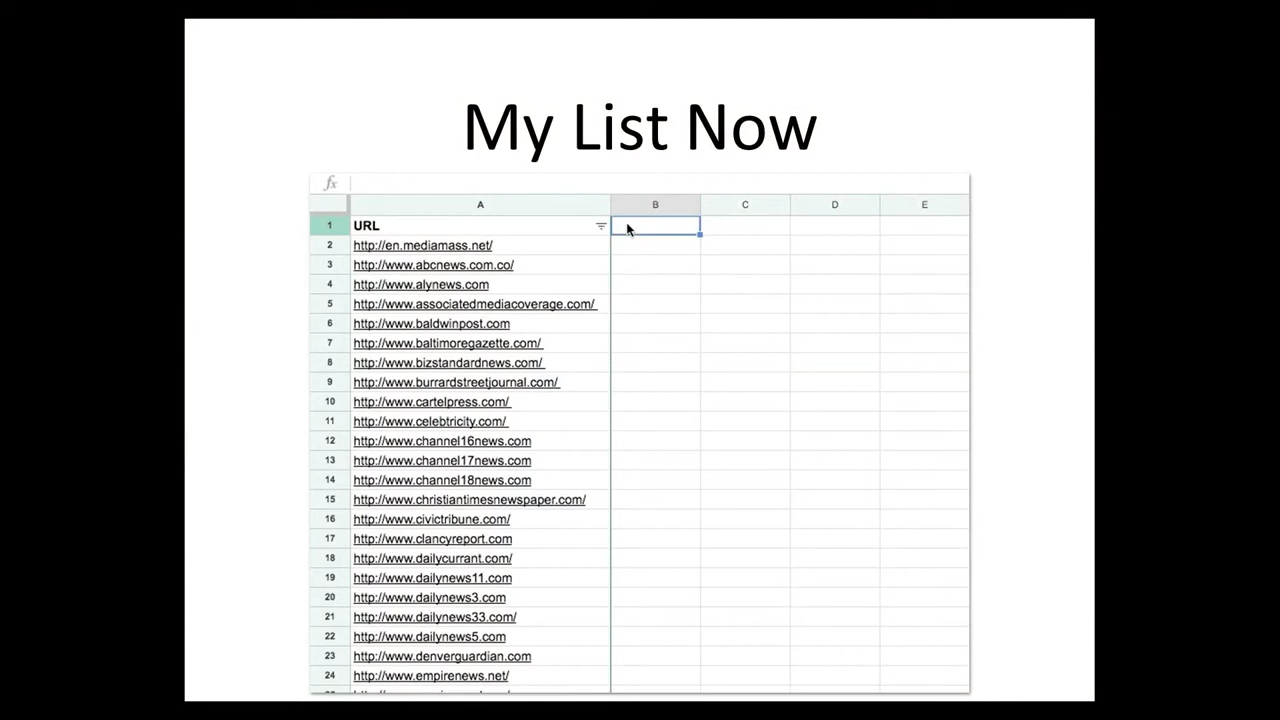 My List Now
fx
A B C D E
1 URL
2 http://en.mediamass.net/
3 http://www.abcnews.com.co/
4 http://www.alynews.com
5 http://www.associatedmediacoverage.com/
6 http://www.baldwinpost.com
7 http://www.baltimoregazette.com/
8 http://www.bizstandardnews.com/
9 http://www.burrardstreetjournal.com/
10 http://www.cartelpress.com/
11 http://www.celebtricity.com/
12 http://www.channel16news.com
13 http://www.channel17news.com
14 http://www.channel18news.com
15 http://www.christiantimesnewspaper.com/
16 http://www.civictribune.com/
17 http://www.clancyreport.com
18 http://www.dailycurrant.com/
19 http://www.dailynews11.com
20 http://www.dailynews3.com
21 http://www.dailynews33.com/
22 http://www.dailynews5.com
23 http://www.denverguardian.com
24 http://www.empirenews.net/